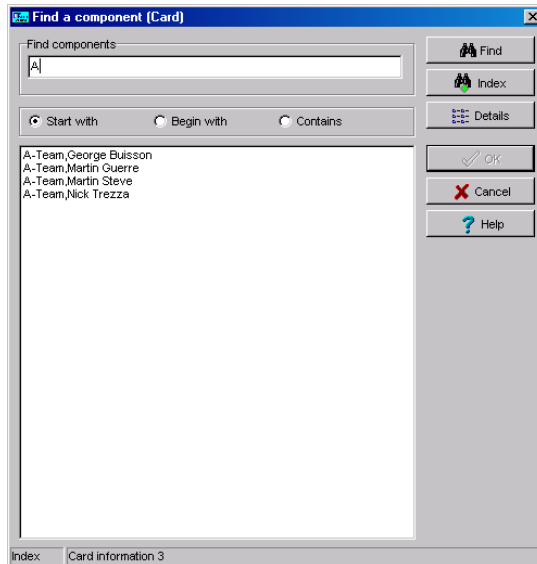 Find a component (Card)
Find components
A
Find
Index
Start with
Begin with
Contains
Details
A-Team,George Buisson
A-Team,Martin Guerre
A-Team,Martin Steve
A-Team,Nick Trezza
OK
Cancel
Help
Index
Card information 3